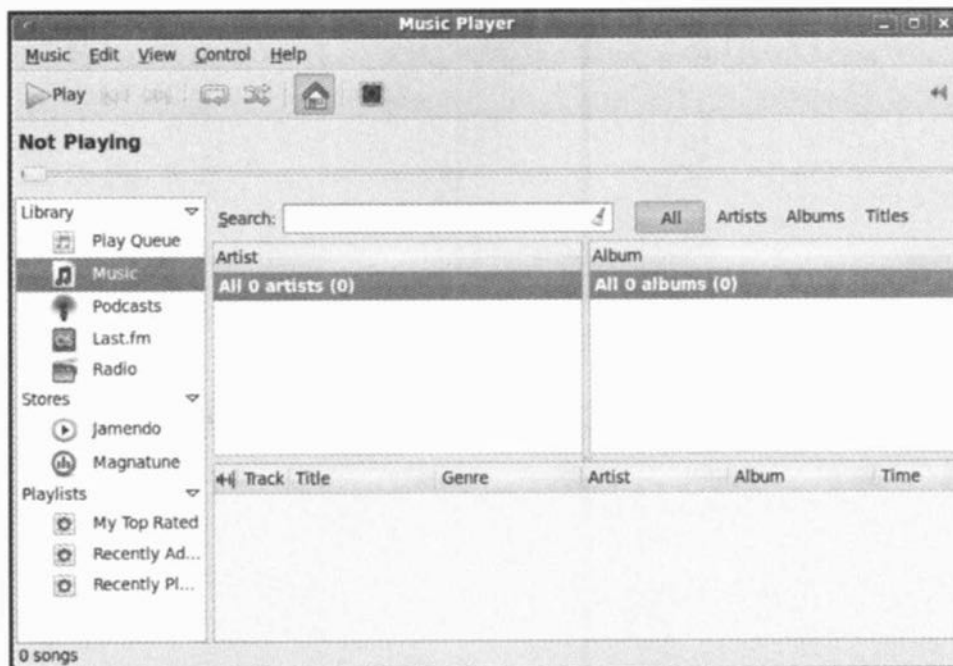 Music Player
Music Edit View Control Help
Play
Not Playing
Library
Play Queue
Music
Podcasts
Last.fm
Radio
Stores
Jamendo
Magnatune
Playlists
My Top Rated
Recently Ad...
Recently Pl...
Search:
All Artists Albums Titles
Artist
All 0 artists (0)
Album
All 0 albums (0)
Track Title Genre Artist Album Time
0 songs